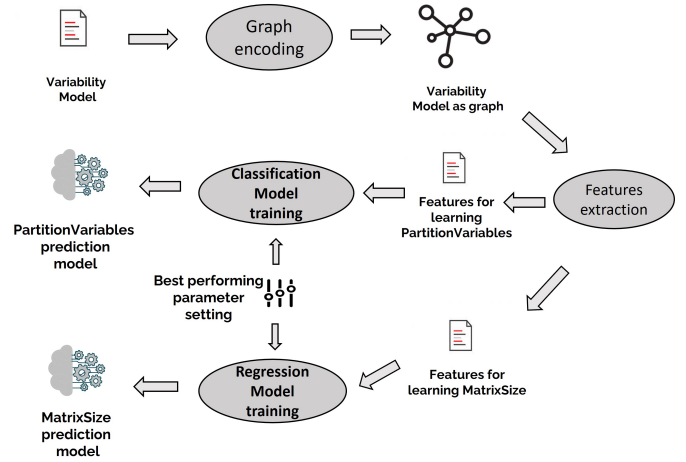 Graph
encoding
Variability
Model
Variability
Model as graph
Classification
Model
training
Features for
learning
PartitionVariables
Features
extraction
PartitionVariables
prediction
model
Best performing
parameter
setting
Regression
Model
training
Features for
learning MatrixSize
MatrixSize
prediction
model